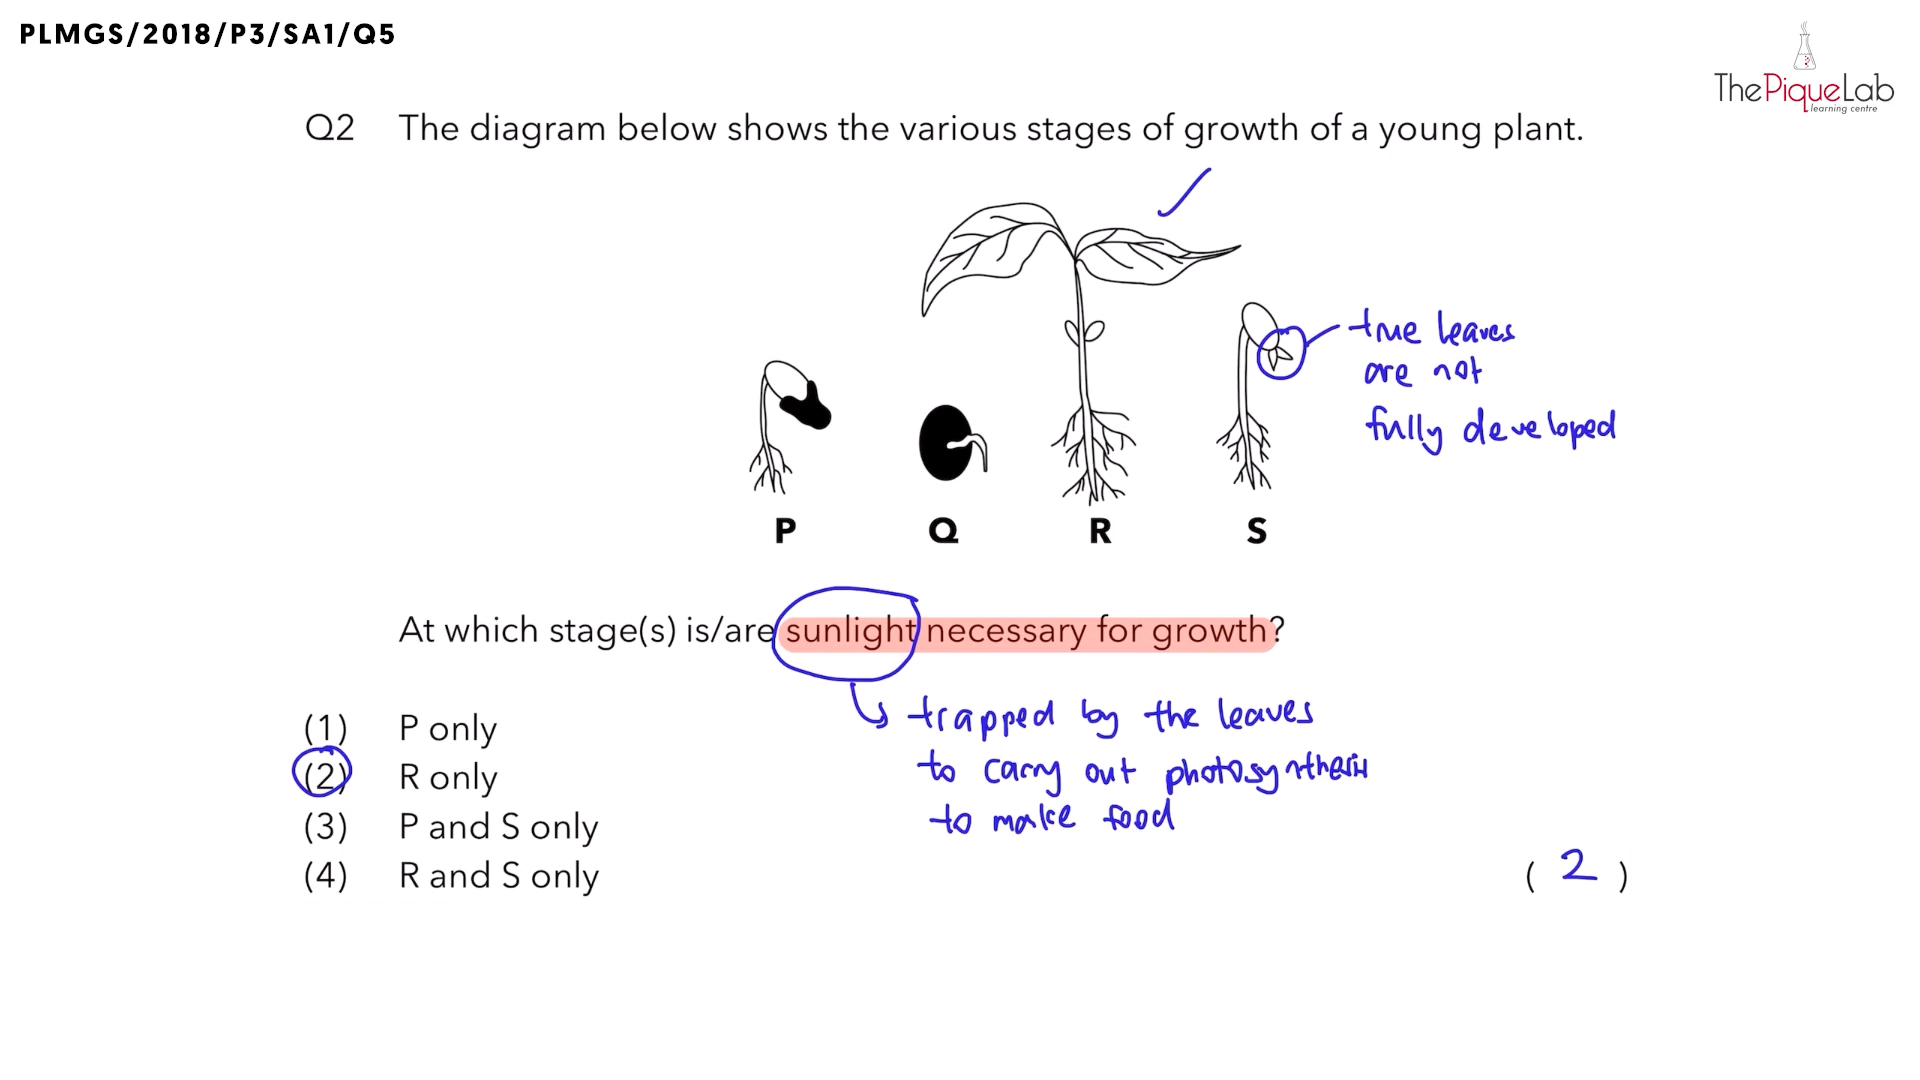 PLMGS/2018/P3/SA1/Q5
ThePiqueLab
learning centre
Q2 The diagram below shows the various stages of growth of a young plant.
true leaves
are not
fully developed
P Q R S
At which stage(s) is/are sunlight necessary for growth?
trapped by the leaves
to carry out photosynthesis
to make food
(1) P only
(2) R only
(3) P and S only
(4) R and S only
( 2 )